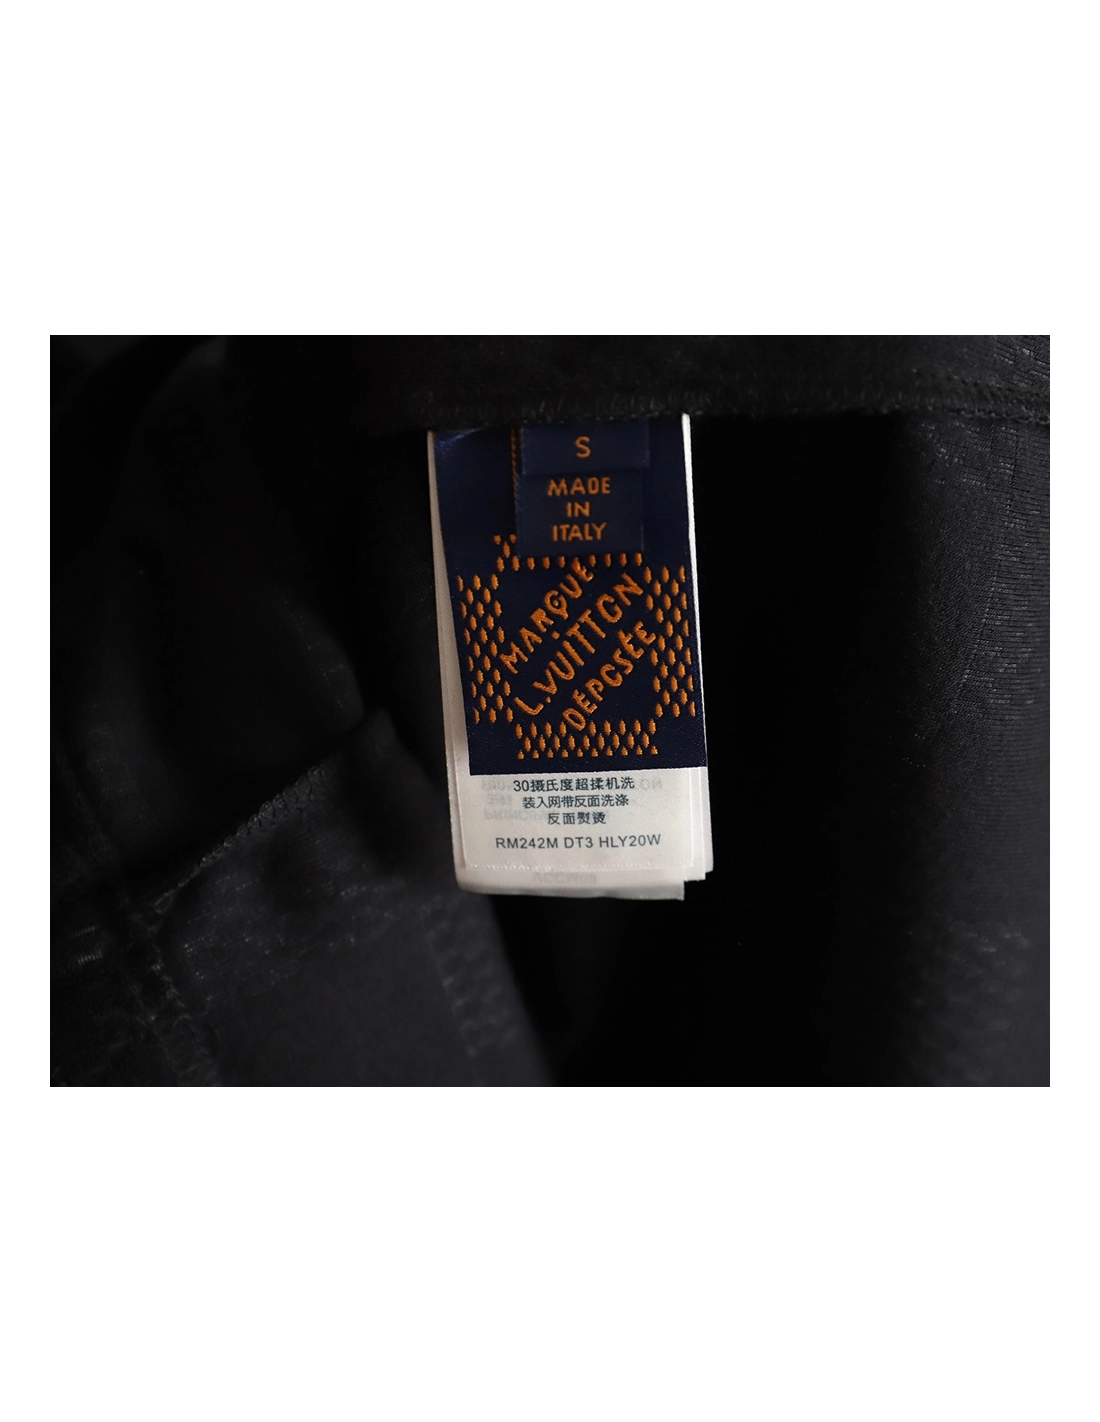 S
MADE
IN
ITALY
MARQUE
L.VUITTON
DÉPOSÉE
30摄氏度超柔机洗
装入网带反面洗涤
反面熨烫
RM242M DT3 HLY20W